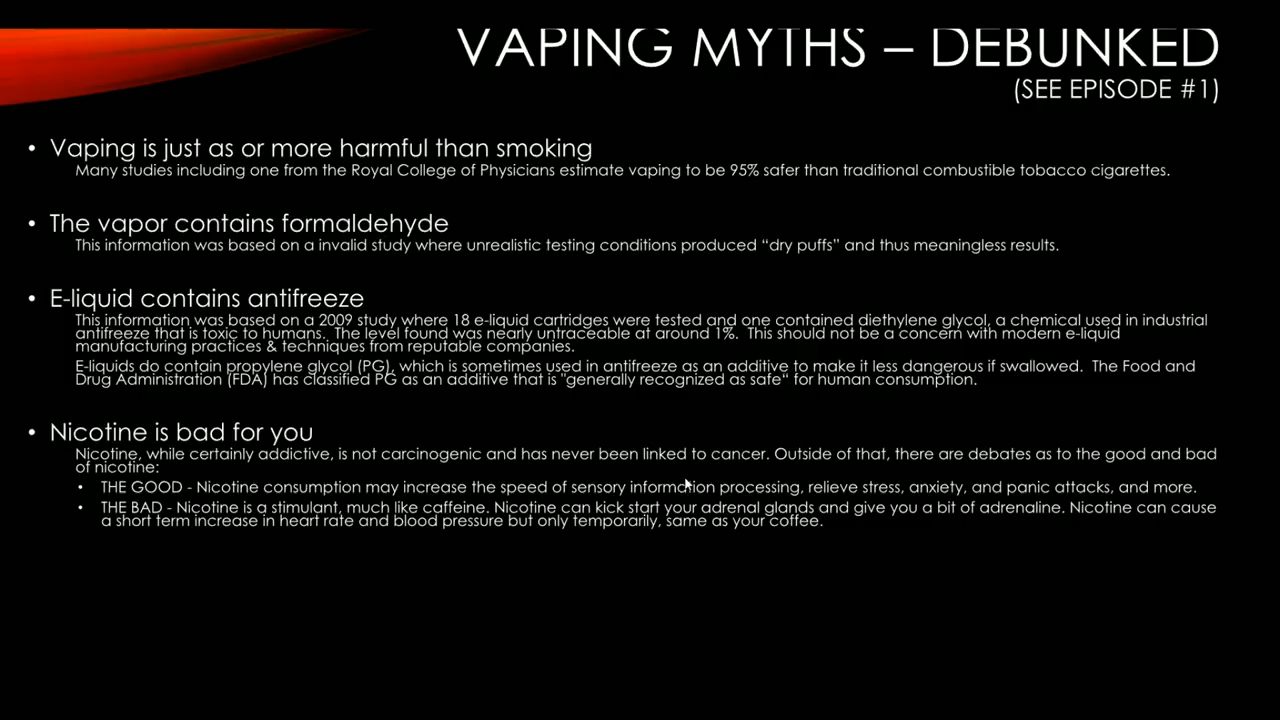 VAPING MYTHS – DEBUNKED
(SEE EPISODE #1)
• Vaping is just as or more harmful than smoking
Many studies including one from the Royal College of Physicians estimate vaping to be 95% safer than traditional combustible tobacco cigarettes.
• The vapor contains formaldehyde
This information was based on a invalid study where unrealistic testing conditions produced “dry puffs” and thus meaningless results.
• E-liquid contains antifreeze
This information was based on a 2009 study where 18 e-liquid cartridges were tested and one contained diethylene glycol, a chemical used in industrial
antifreeze that is toxic to humans. The level found was nearly untraceable at around 1%. This should not be a concern with modern e-liquid
manufacturing practices & techniques from reputable companies.
E-liquids do contain propylene glycol (PG), which is sometimes used in antifreeze as an additive to make it less dangerous if swallowed. The Food and
Drug Administration (FDA) has classified PG as an additive that is "generally recognized as safe“ for human consumption.
• Nicotine is bad for you
Nicotine, while certainly addictive, is not carcinogenic and has never been linked to cancer. Outside of that, there are debates as to the good and bad
of nicotine:
• THE GOOD - Nicotine consumption may increase the speed of sensory information processing, relieve stress, anxiety, and panic attacks, and more.
• THE BAD - Nicotine is a stimulant, much like caffeine. Nicotine can kick start your adrenal glands and give you a bit of adrenaline. Nicotine can cause
a short term increase in heart rate and blood pressure but only temporarily, same as your coffee.